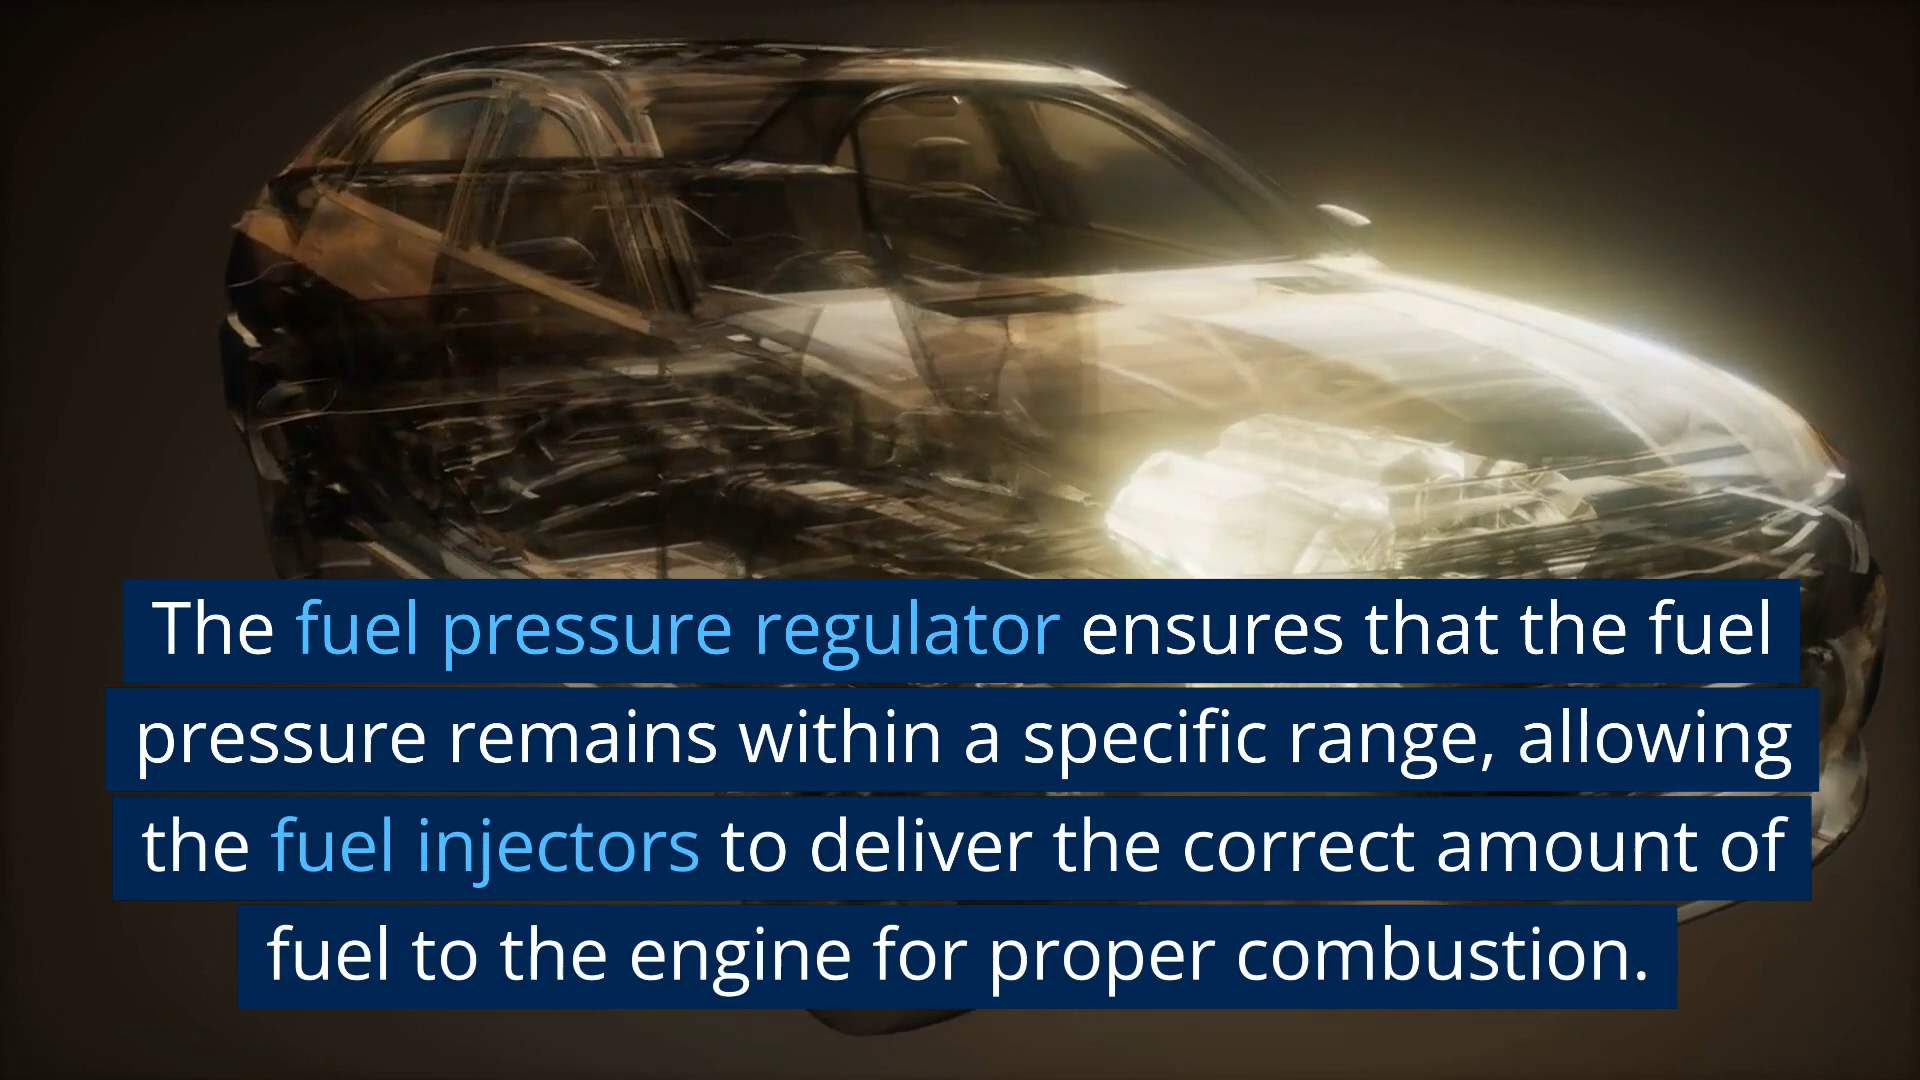 The fuel pressure regulator ensures that the fuel
pressure remains within a specific range, allowing
the fuel injectors to deliver the correct amount of
fuel to the engine for proper combustion.